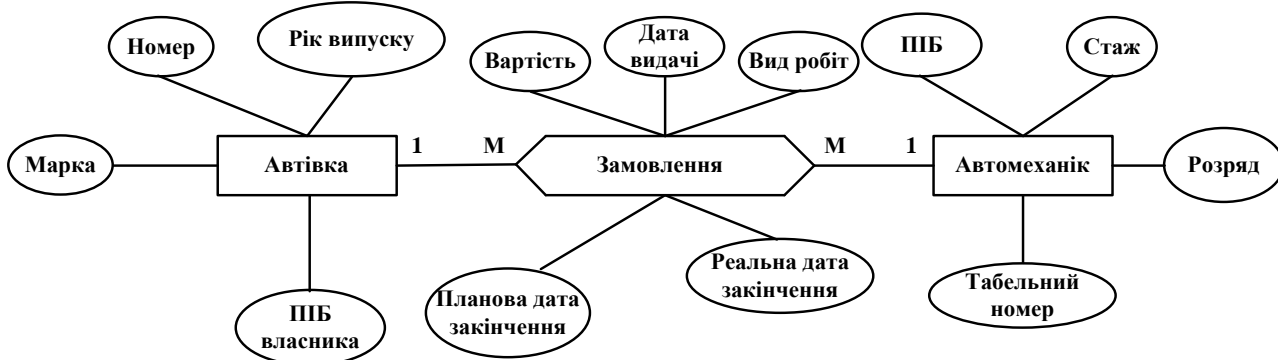 Номер
Рік випуску
Вартість
Дата
видачі
Вид робіт
ПІБ
Стаж
Марка
Автівка
1
М
Замовлення
М
1
Автомеханік
Розряд
ПІБ
власника
Планова дата
закінчення
Реальна дата
закінчення
Табельний
номер